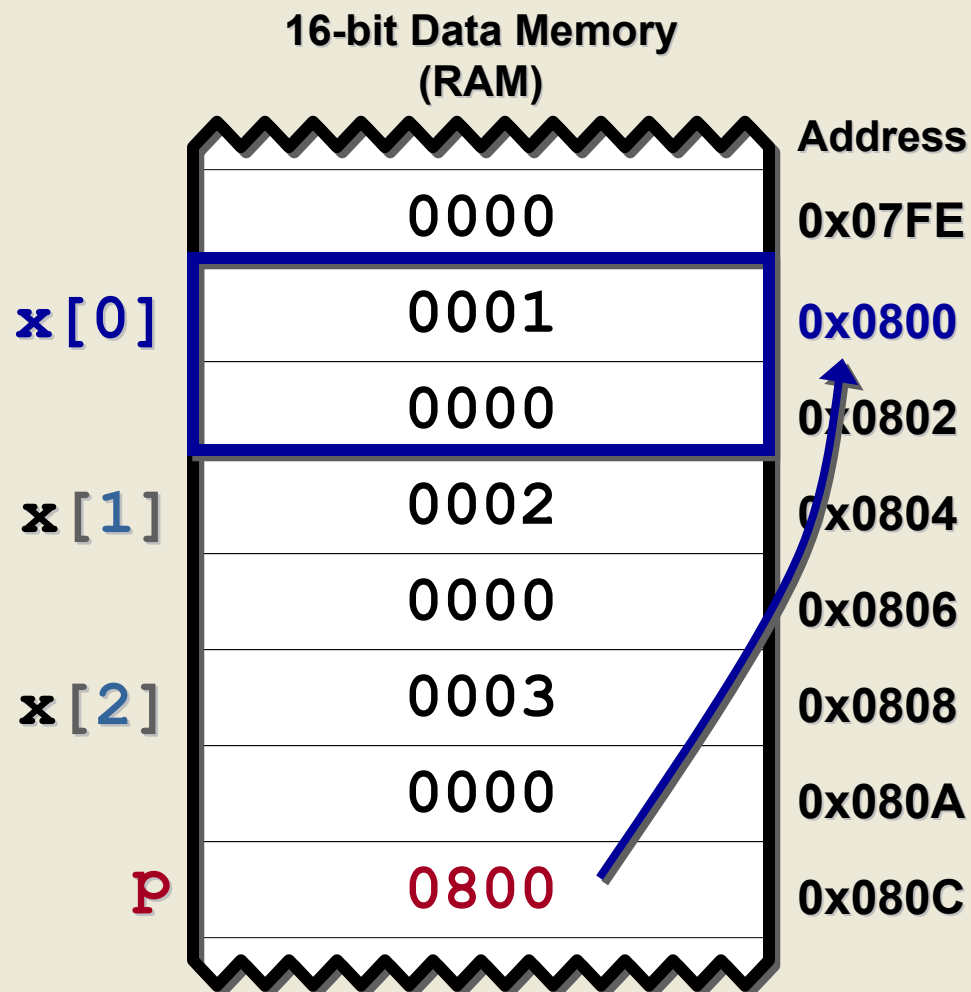 16-bit Data Memory
(RAM)
Address
0000 0x07FE
x[0] 0001 0x0800
0000 0x0802
x[1] 0002 0x0804
0000 0x0806
x[2] 0003 0x0808
0000 0x080A
p 0800 0x080C